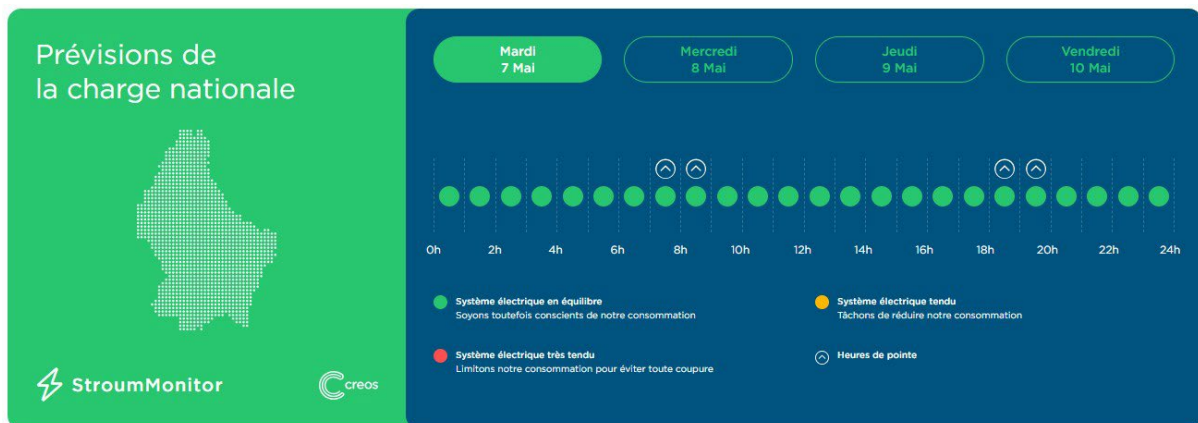 Prévisions de
la charge nationale
StroumMonitor
creos
Mardi
7 Mai
Mercredi
8 Mai
Jeudi
9 Mai
Vendredi
10 Mai
0h 2h 4h 6h 8h 10h 12h 14h 16h 18h 20h 22h 24h
Système électrique en équilibre
Soyons toutefois conscients de notre consommation
Système électrique tendu
Tâchons de réduire notre consommation
Système électrique très tendu
Limitons notre consommation pour éviter toute coupure
Heures de pointe